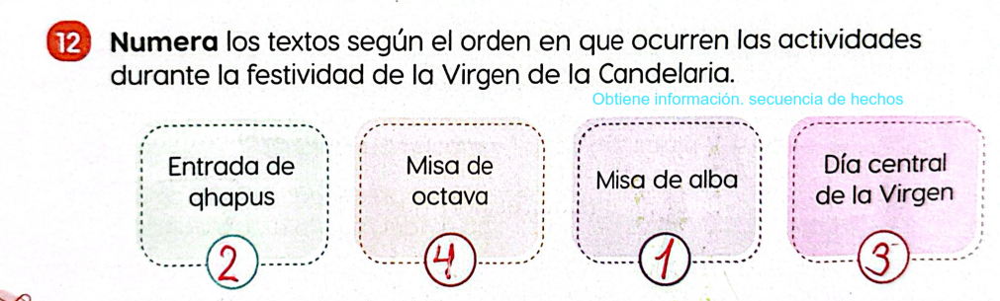 12 Numera los textos según el orden en que ocurren las actividades
durante la festividad de la Virgen de la Candelaria.
Obtiene información. secuencia de hechos
Entrada de
qhapus
2
Misa de
octava
4
Misa de alba
1
Día central
de la Virgen
3